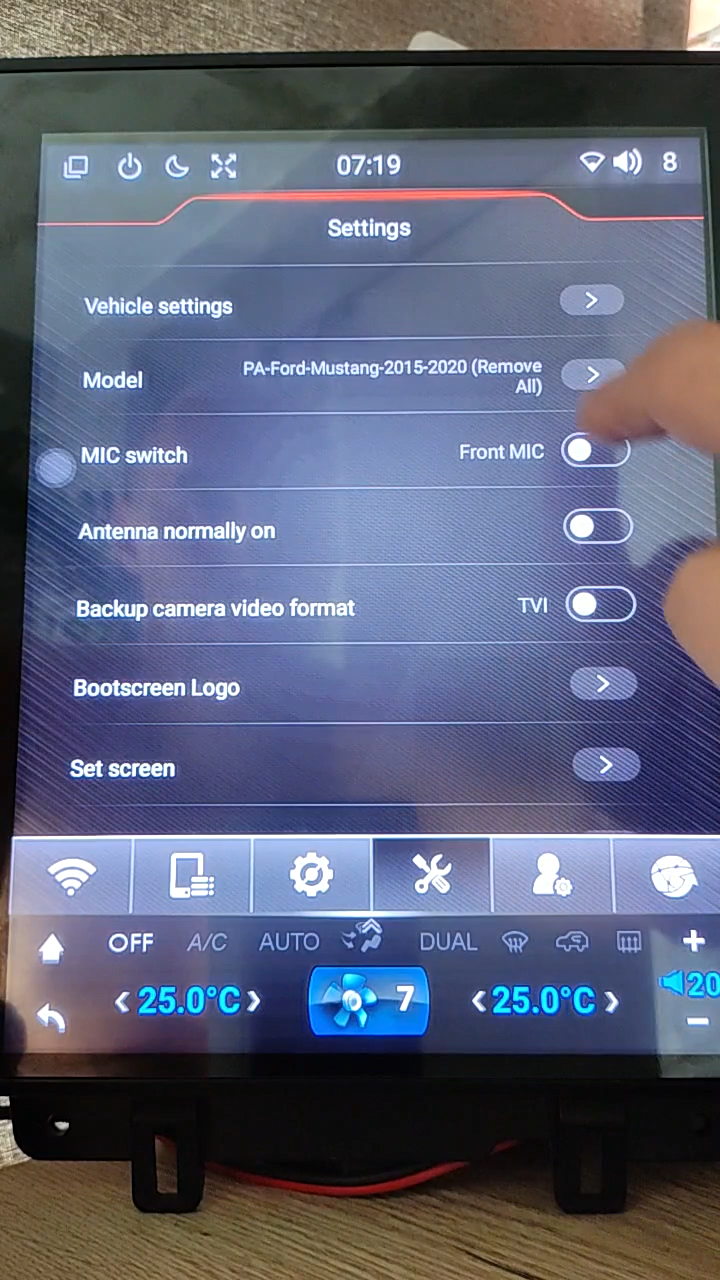 07:19
8
Settings
Vehicle settings
Model
PA-Ford-Mustang-2015-2020 (Remove
All)
MIC switch
Front MIC
Antenna normally on
Backup camera video format
TVI
Bootscreen Logo
Set screen
OFF
A/C
AUTO
DUAL
+
25.0°C
7
25.0°C
20
−